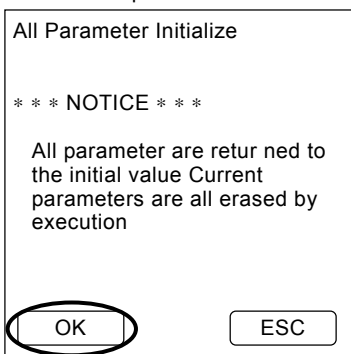 All Parameter Initialize
* * * NOTICE * * *
All parameter are retur ned to
the initial value Current
parameters are all erased by
execution
OK ESC